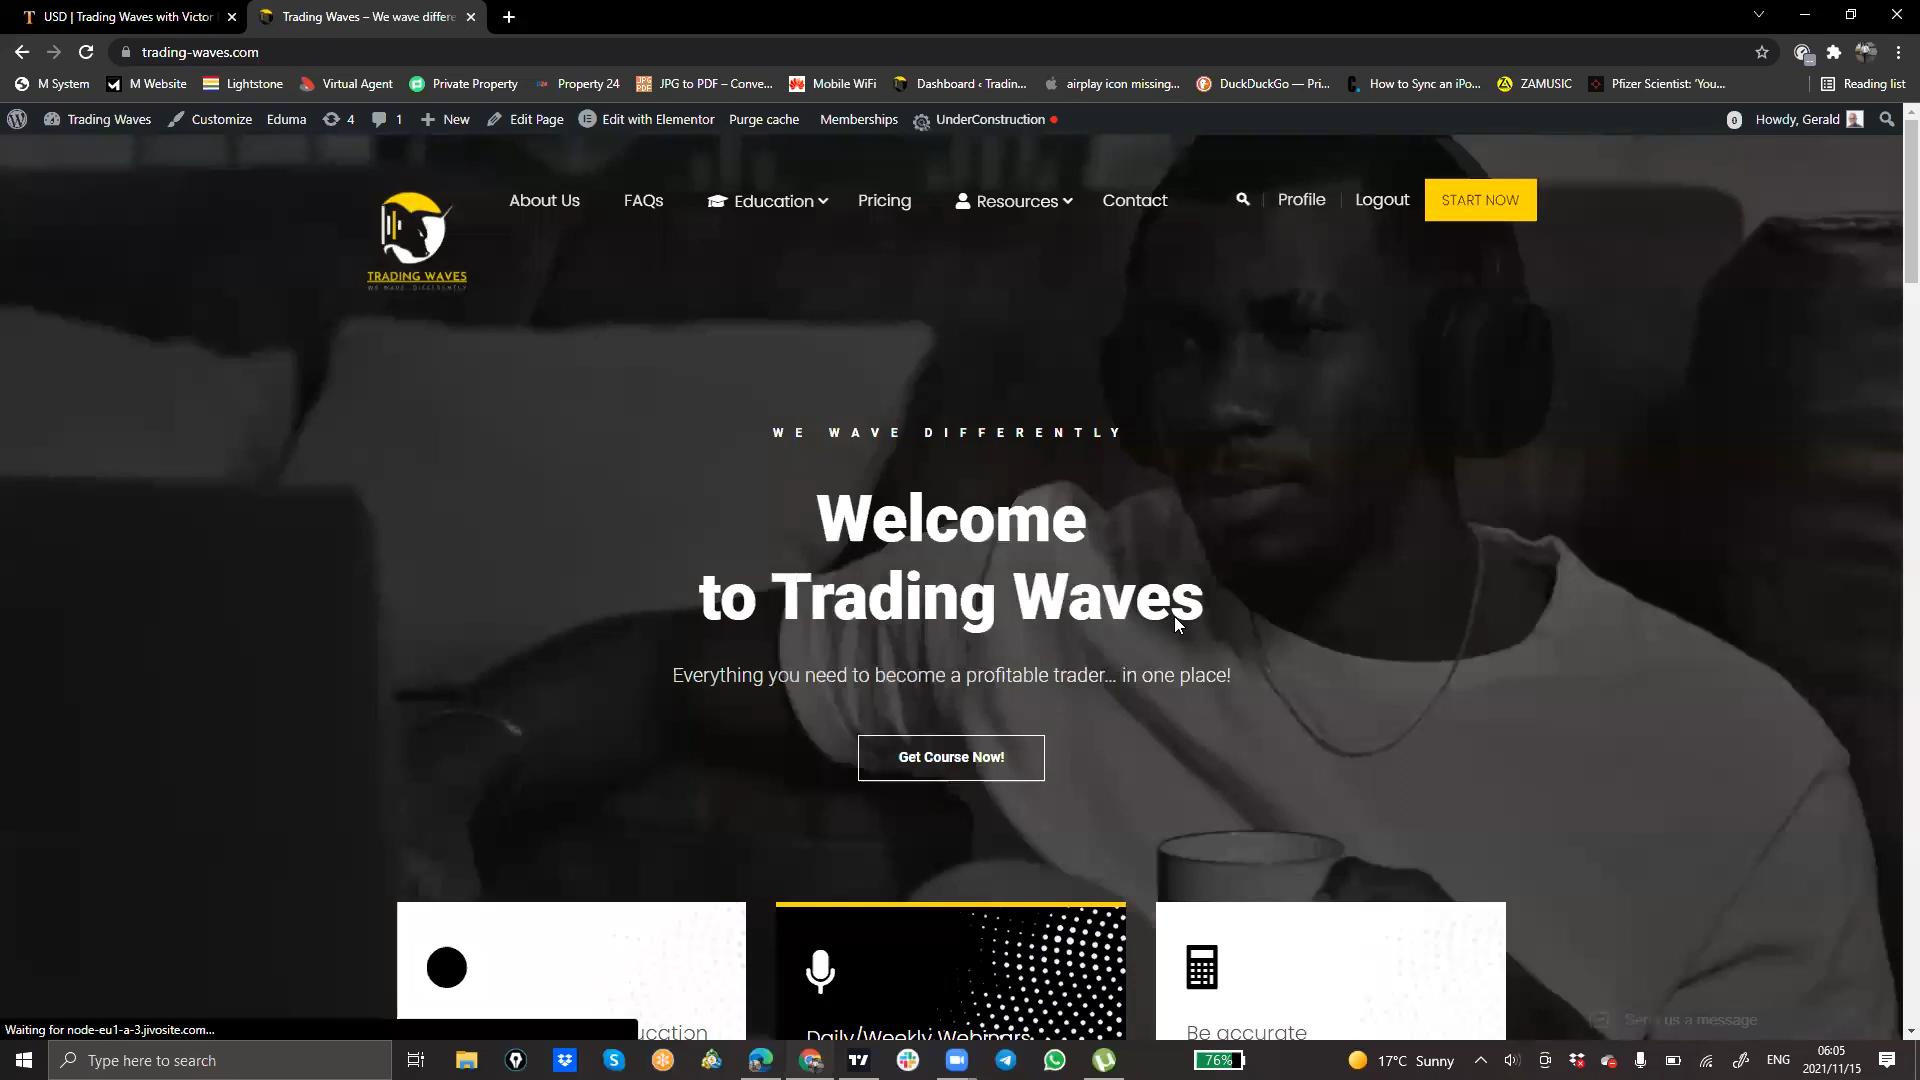 USD | Trading Waves with Victor
Trading Waves – We wave differe
trading-waves.com
M System
M Website
Lightstone
Virtual Agent
Private Property
Property 24
JPG to PDF – Conve...
Mobile WiFi
Dashboard ‹ Tradin...
airplay icon missing...
DuckDuckGo — Pri...
How to Sync an iPo...
ZAMUSIC
Pfizer Scientist: 'You...
Reading list
Trading Waves
Customize
Eduma
4
1
New
Edit Page
Edit with Elementor
Purge cache
Memberships
UnderConstruction
0
Howdy, Gerald
About Us
FAQs
Education
Pricing
Resources
Contact
Profile
Logout
START NOW
TRADING WAVES
WE WAVE DIFFERENTLY
WE WAVE DIFFERENTLY
Welcome
to Trading Waves
Everything you need to become a profitable trader... in one place!
Get Course Now!
Daily/Weekly Webinars
Be accurate
Send us a message
Waiting for node-eu1-a-3.jivosite.com...
Type here to search
76%
17°C Sunny
ENG
06:05
2021/11/15